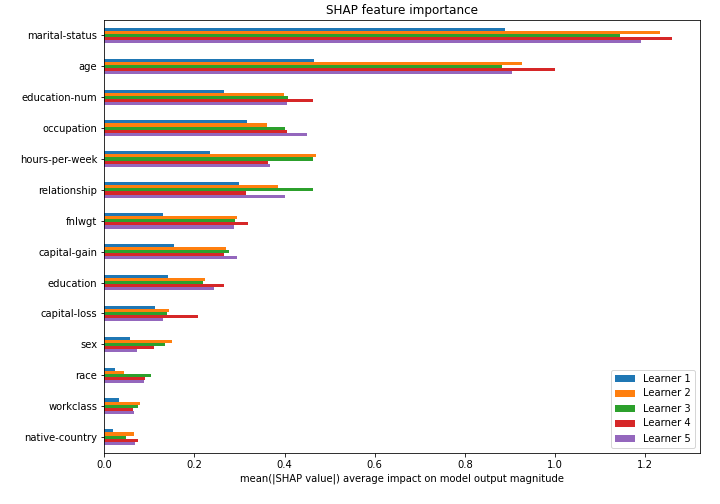 SHAP feature importance
marital-status
age
education-num
occupation
hours-per-week
relationship
fnlwgt
capital-gain
education
capital-loss
sex
race
workclass
native-country
Learner 1
Learner 2
Learner 3
Learner 4
Learner 5
0.0 0.2 0.4 0.6 0.8 1.0 1.2
mean(|SHAP value|) average impact on model output magnitude